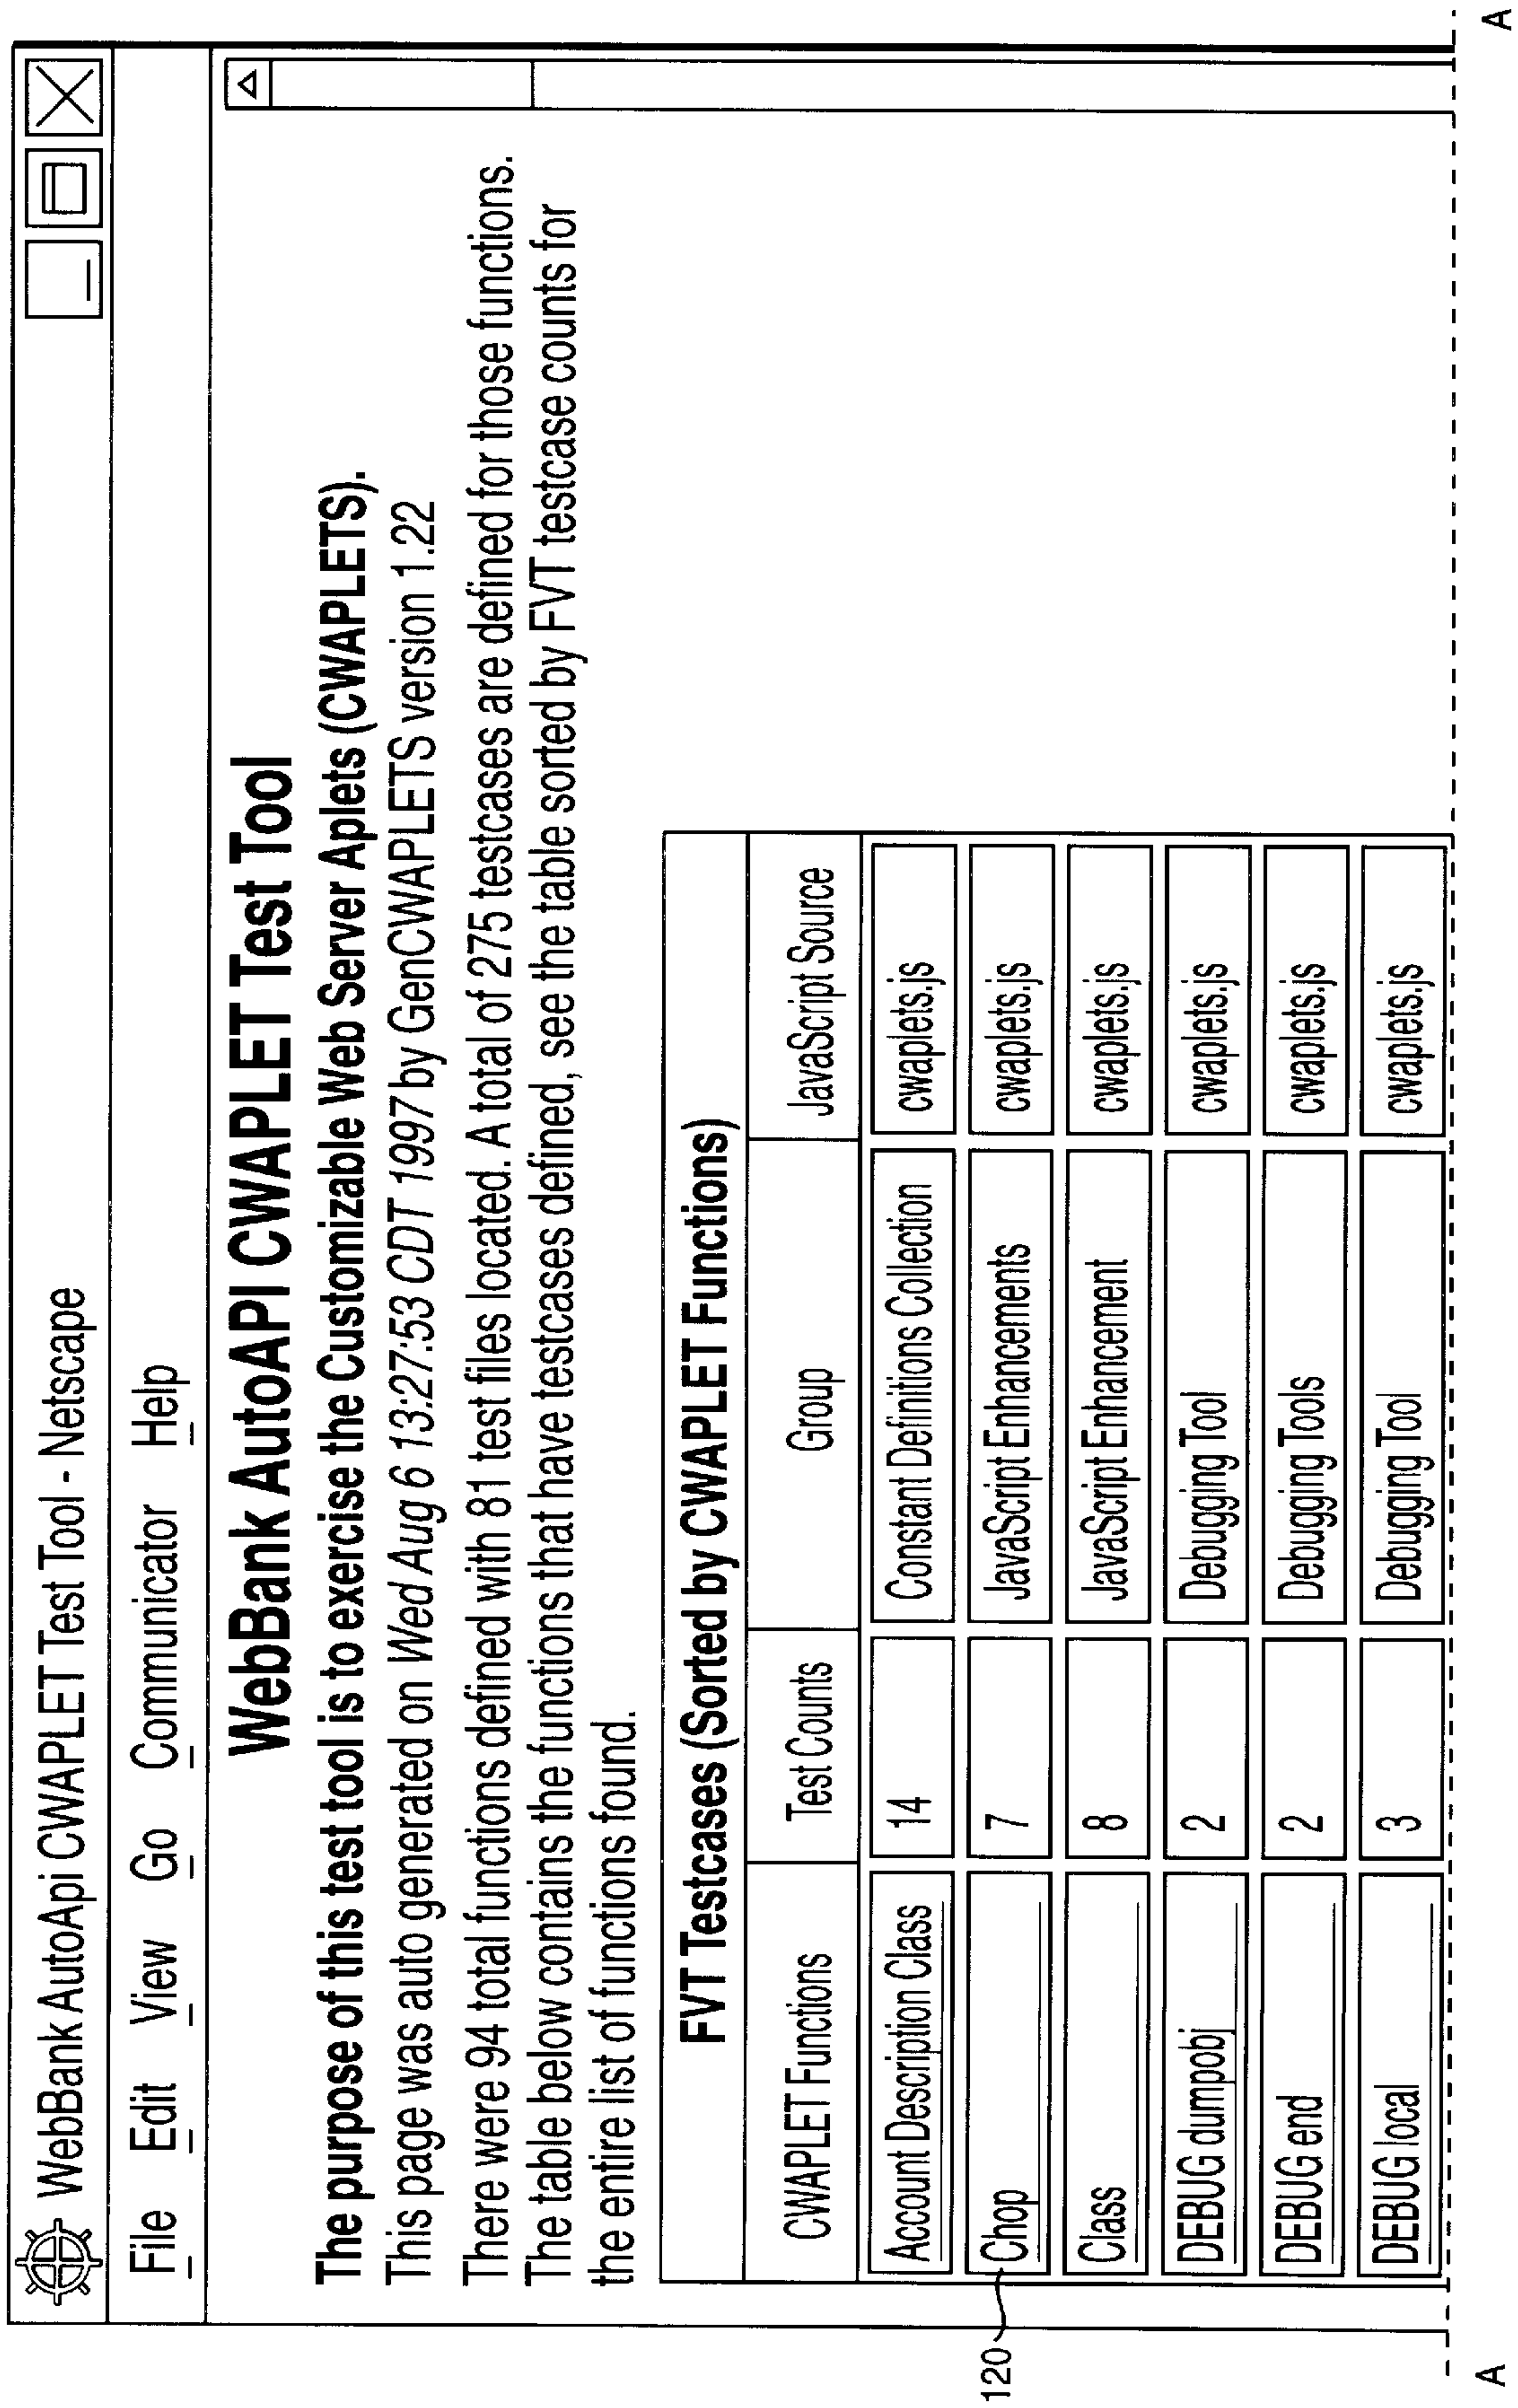 WebBank AutoApi CWAPLET Test Tool - Netscape
File Edit View Go Communicator Help
WebBank AutoAPI CWAPLET Test Tool
The purpose of this test tool is to exercise the Customizable Web Server Aplets (CWAPLETS).
This page was auto generated on Wed Aug 6 13:27:53 CDT 1997 by GenCWAPLETS version 1.22
There were 94 total functions defined with 81 test files located. A total of 275 testcases are defined for those functions.
The table below contains the functions that have testcases defined, see the table sorted by FVT testcase counts for
the entire list of functions found.
FVT Testcases (Sorted by CWAPLET Functions)
CWAPLET Functions Test Counts Group JavaScript Source
Account Description Class 14 Constant Definitions Collection cwaplets.js
120 Chop 7 JavaScript Enhancements cwaplets.js
Class 8 JavaScript Enhancement cwaplets.js
DEBUG dumpobj 2 Debugging Tool cwaplets.js
DEBUG end 2 Debugging Tools cwaplets.js
DEBUG local 3 Debugging Tool cwaplets.js
A A